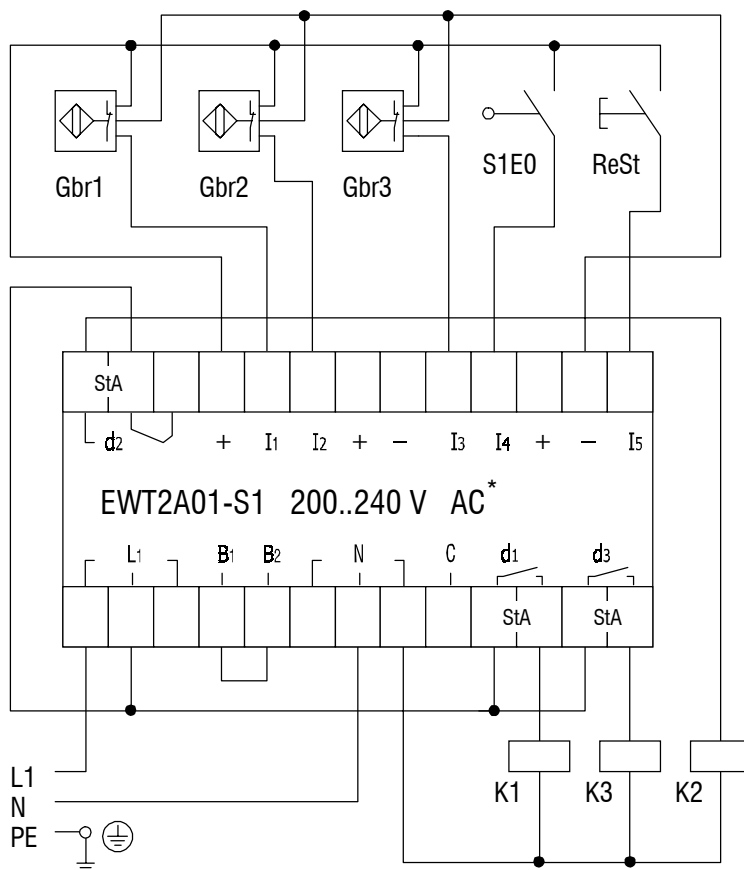 Gbr1 Gbr2 Gbr3 S1E0 ReSt
StA
d2 + I1 I2 + − I3 I4 + − I5
EWT2A01-S1 200..240 V AC*
L1 B1 B2 N C d1 d3
StA StA
L1
N
PE
K1 K3 K2